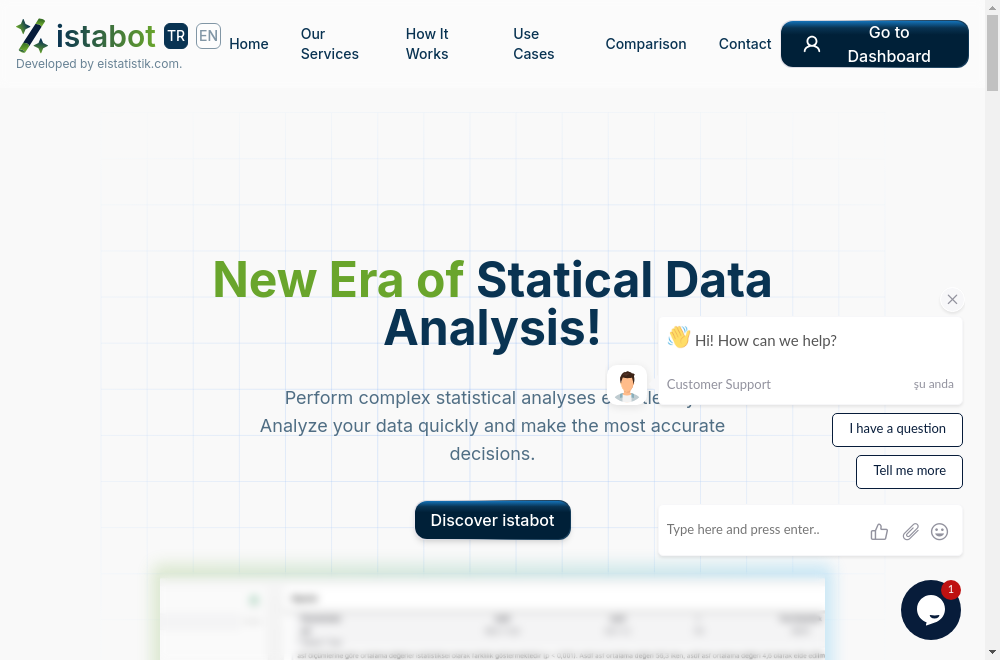 istabot
TR
EN
Developed by eistatistik.com.
Home
Our
Services
How It
Works
Use
Cases
Comparison
Contact
Go to
Dashboard
New Era of Statical Data
Analysis!
Perform complex statistical analyses
Analyze your data quickly and make the most accurate
decisions.
Discover istabot
Hi! How can we help?
Customer Support
şu anda
I have a question
Tell me more
Type here and press enter..
1